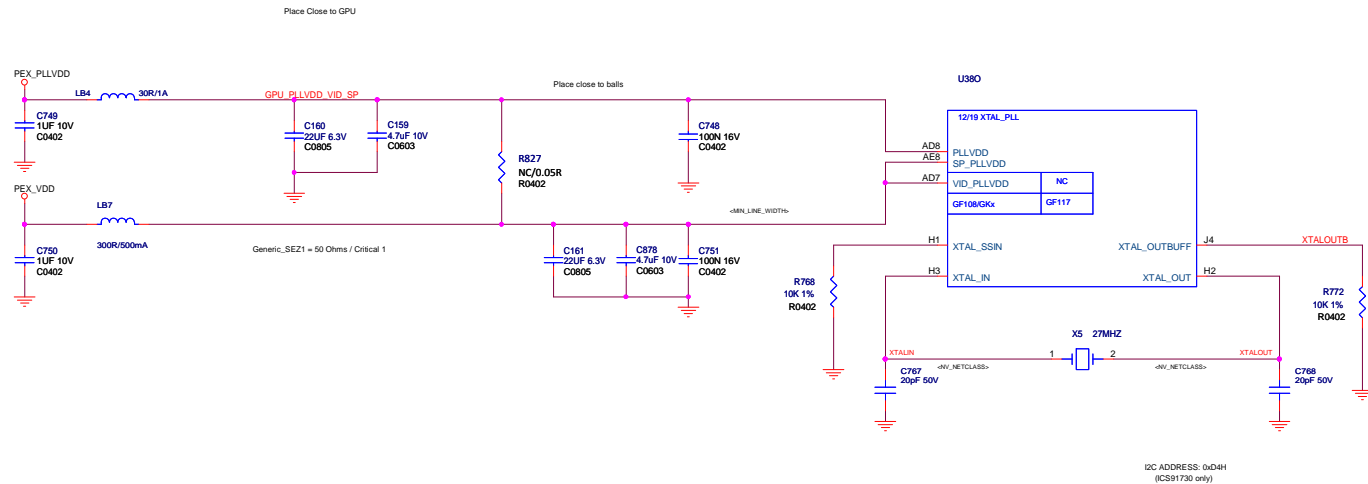 Place Close to GPU
PEX_PLLVDD
LB4
30R/1A
GPU_PLLVDD_VID_SP
Place close to balls
C749
1UF 10V
C0402
C160
22UF 6.3V
C0805
C159
4.7uF 10V
C0603
R827
NC/0.05R
R0402
C748
100N 16V
C0402
PEX_VDD
LB7
300R/500mA
C750
1UF 10V
C0402
Generic_SEZ1 = 50 Ohms / Critical 1
<MIN_LINE_WIDTH>
C161
22UF 6.3V
C0805
C878
4.7uF 10V
C0603
C751
100N 16V
C0402
U38O
12/19 XTAL_PLL
AD8
PLLVDD
AE8
SP_PLLVDD
AD7
VID_PLLVDD
NC
GF108/GKx
GF117
H1
XTAL_SSIN
XTAL_OUTBUFF
J4
XTALOUTB
H3
XTAL_IN
XTAL_OUT
H2
R768
10K 1%
R0402
R772
10K 1%
R0402
X5 27MHZ
XTALIN
1
2
XTALOUT
<NV_NETCLASS>
<NV_NETCLASS>
C767
20pF 50V
C768
20pF 50V
I2C ADDRESS: 0xD4H
(ICS91730 only)